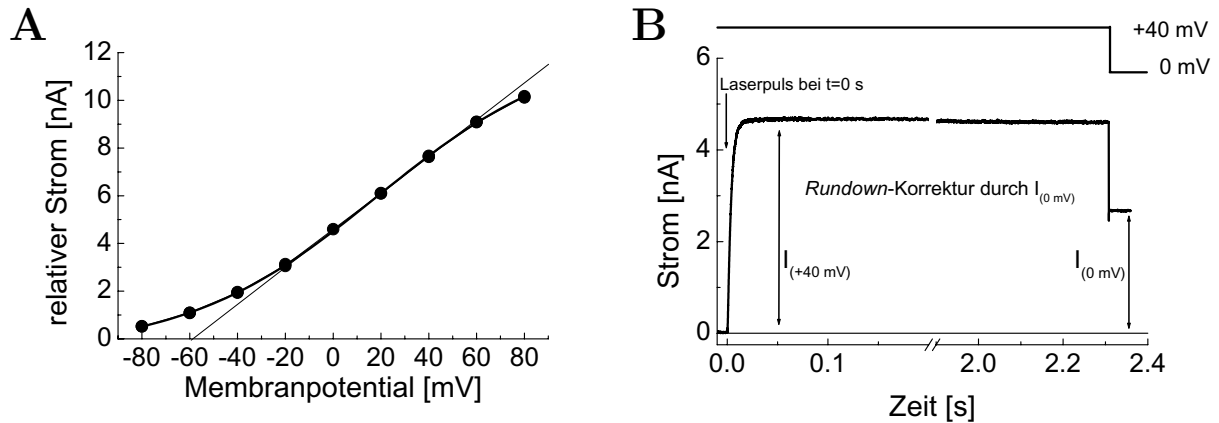 A
12
10
8
6
4
2
0
relativer Strom [nA]
-80 -60 -40 -20 0 20 40 60 80
Membranpotential [mV]
B
+40 mV
0 mV
6
4
2
0
Strom [nA]
Laserpuls bei t=0 s
Rundown-Korrektur durch I(0 mV)
I(+40 mV)
I(0 mV)
0.0 0.1 2.0 2.2 2.4
Zeit [s]